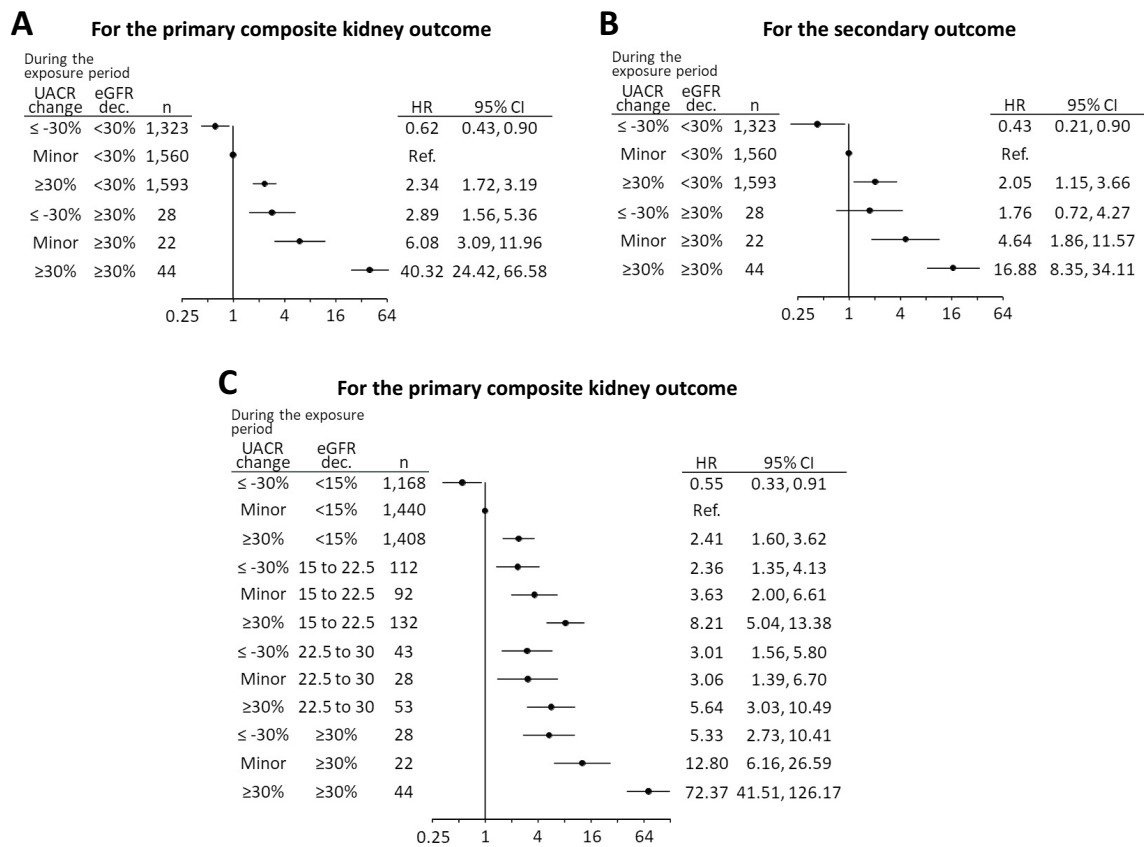 A For the primary composite kidney outcome
During the
exposure period
UACR eGFR
change dec. n HR 95% CI
≤ -30% <30% 1,323 0.62 0.43, 0.90
Minor <30% 1,560 Ref.
≥30% <30% 1,593 2.34 1.72, 3.19
≤ -30% ≥30% 28 2.89 1.56, 5.36
Minor ≥30% 22 6.08 3.09, 11.96
≥30% ≥30% 44 40.32 24.42, 66.58
0.25 1 4 16 64
B For the secondary outcome
During the
exposure period
UACR eGFR
change dec. n HR 95% CI
≤ -30% <30% 1,323 0.43 0.21, 0.90
Minor <30% 1,560 Ref.
≥30% <30% 1,593 2.05 1.15, 3.66
≤ -30% ≥30% 28 1.76 0.72, 4.27
Minor ≥30% 22 4.64 1.86, 11.57
≥30% ≥30% 44 16.88 8.35, 34.11
0.25 1 4 16 64
C For the primary composite kidney outcome
During the exposure
period
UACR eGFR
change dec. n HR 95% CI
≤ -30% <15% 1,168 0.55 0.33, 0.91
Minor <15% 1,440 Ref.
≥30% <15% 1,408 2.41 1.60, 3.62
≤ -30% 15 to 22.5 112 2.36 1.35, 4.13
Minor 15 to 22.5 92 3.63 2.00, 6.61
≥30% 15 to 22.5 132 8.21 5.04, 13.38
≤ -30% 22.5 to 30 43 3.01 1.56, 5.80
Minor 22.5 to 30 28 3.06 1.39, 6.70
≥30% 22.5 to 30 53 5.64 3.03, 10.49
≤ -30% ≥30% 28 5.33 2.73, 10.41
Minor ≥30% 22 12.80 6.16, 26.59
≥30% ≥30% 44 72.37 41.51, 126.17
0.25 1 4 16 64